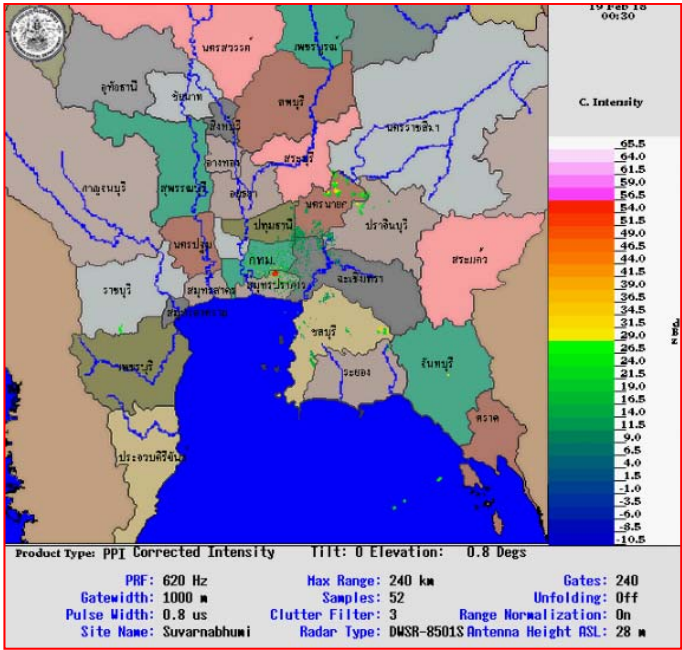 19 Feb 18
00:30
นครสวรรค์
เพชรบูรณ์
อุทัยธานี
ชัยนาท
ลพบุรี
C. Intensity
สิงห์บุรี
นครราชสีมา
อ่างทอง
สระบุรี
กาญจนบุรี
สุพรรณบุรี
อยุธยา
นครนายก
ปราจีนบุรี
ปทุมธานี
นครปฐม
กทม.
สระแก้ว
ราชบุรี
สมุทรสาคร
สมุทรปราการ
ฉะเชิงเทรา
ชลบุรี
เพชรบุรี
ระยอง
จันทบุรี
ตราด
ประจวบคีรีขันธ์
65.5
64.0
61.5
59.0
56.5
54.0
51.5
49.0
46.5
44.0
41.5
39.0
36.5
34.5
31.5
29.0
26.5
24.0
21.5
19.0
16.5
14.0
11.5
9.0
6.5
4.0
1.5
-1.0
-3.5
-6.0
-8.5
-10.5
Product Type: PPI Corrected Intensity Tilt: 0 Elevation: 0.8 Degs
PRF: 620 Hz Max Range: 240 km Gates: 240
Gatewidth: 1000 m Samples: 52 Unfolding: Off
Pulse Width: 0.8 us Clutter Filter: 3 Range Normalization: On
Site Name: Suvarnabhumi Radar Type: DWSR-8501S Antenna Height ASL: 28 m